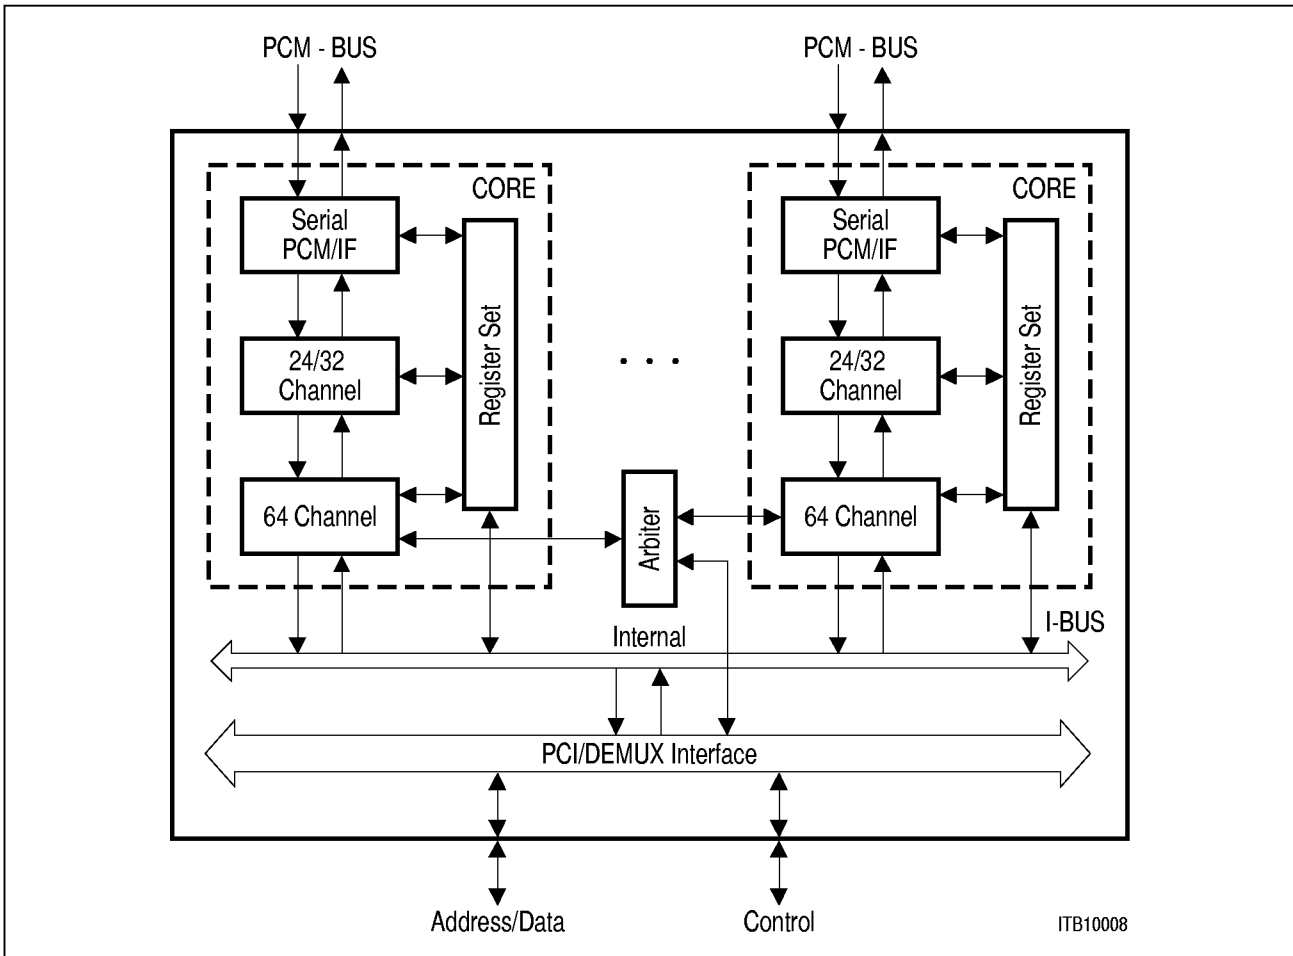 PCM - BUS
PCM - BUS
CORE
Serial
PCM/IF
24/32
Channel
64 Channel
Register Set
. . .
Arbiter
CORE
Serial
PCM/IF
24/32
Channel
64 Channel
Register Set
Internal
I-BUS
PCI/DEMUX Interface
Address/Data
Control
ITB10008